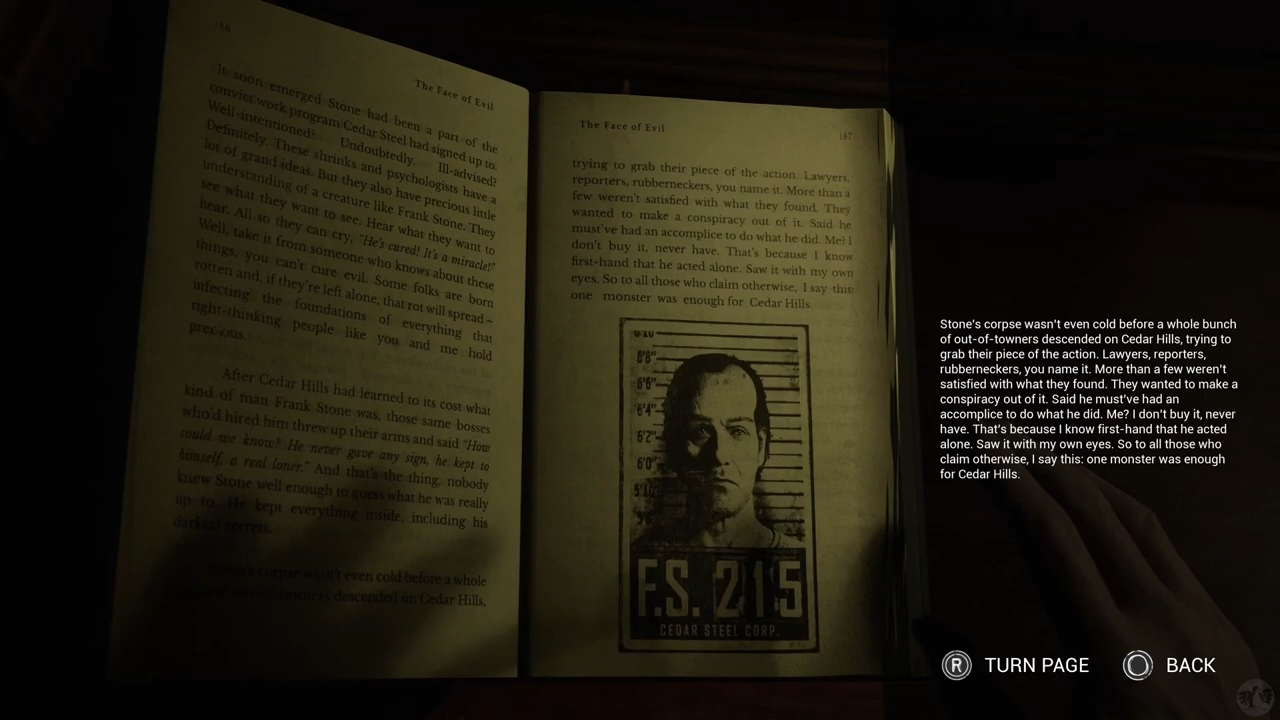 186
The Face of Evil
It soon emerged Stone had been a part of the
convict work program Cedar Steel had signed up to.
Well-intentioned? Undoubtedly. Ill-advised?
Definitely. These shrinks and psychologists have a
lot of grand ideas. But they also have precious little
understanding of a creature like Frank Stone. They
see what they want to see. Hear what they want to
hear. All so they can cry, "He's cured! It's a miracle!"
Well, take it from someone who knows about these
things, you can't cure evil. Some folks are born
rotten and, if they're left alone, that rot will spread –
infecting the foundations of everything that
right-thinking people like you and me hold
precious.
After Cedar Hills had learned to its cost what
kind of man Frank Stone was, those same bosses
who'd hired him threw up their arms and said "How
could we know? He never gave any sign, he kept to
himself, a real loner." And that's the thing, nobody
knew Stone well enough to guess what he was really
up to. He kept everything inside, including his
darkest secrets.
Stone's corpse wasn't even cold before a whole
bunch of out-of-towners descended on Cedar Hills,
The Face of Evil
187
trying to grab their piece of the action. Lawyers,
reporters, rubberneckers, you name it. More than a
few weren't satisfied with what they found. They
wanted to make a conspiracy out of it. Said he
must've had an accomplice to do what he did. Me? I
don't buy it, never have. That's because I know
first-hand that he acted alone. Saw it with my own
eyes. So to all those who claim otherwise, I say this:
one monster was enough for Cedar Hills.
6'10"
6'8"
6'6"
6'4"
6'2"
6'0"
5'10"
F.S. 215
CEDAR STEEL CORP.
Stone's corpse wasn't even cold before a whole bunch
of out-of-towners descended on Cedar Hills, trying to
grab their piece of the action. Lawyers, reporters,
rubberneckers, you name it. More than a few weren't
satisfied with what they found. They wanted to make a
conspiracy out of it. Said he must've had an
accomplice to do what he did. Me? I don't buy it, never
have. That's because I know first-hand that he acted
alone. Saw it with my own eyes. So to all those who
claim otherwise, I say this: one monster was enough
for Cedar Hills.
R TURN PAGE
BACK